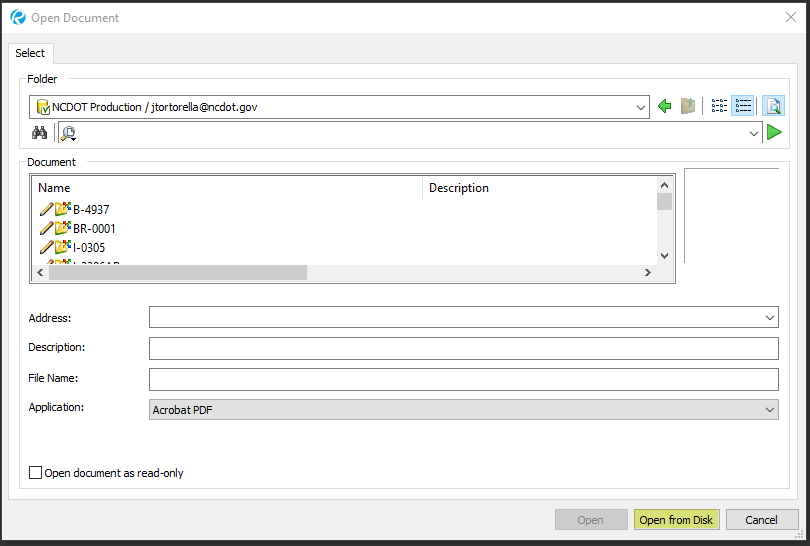 Open Document
Select
Folder
NCDOT Production / jtortorella@ncdot.gov
Document
Name Description
B-4937
BR-0001
I-0305
Address:
Description:
File Name:
Application: Acrobat PDF
Open document as read-only
Open Open from Disk Cancel